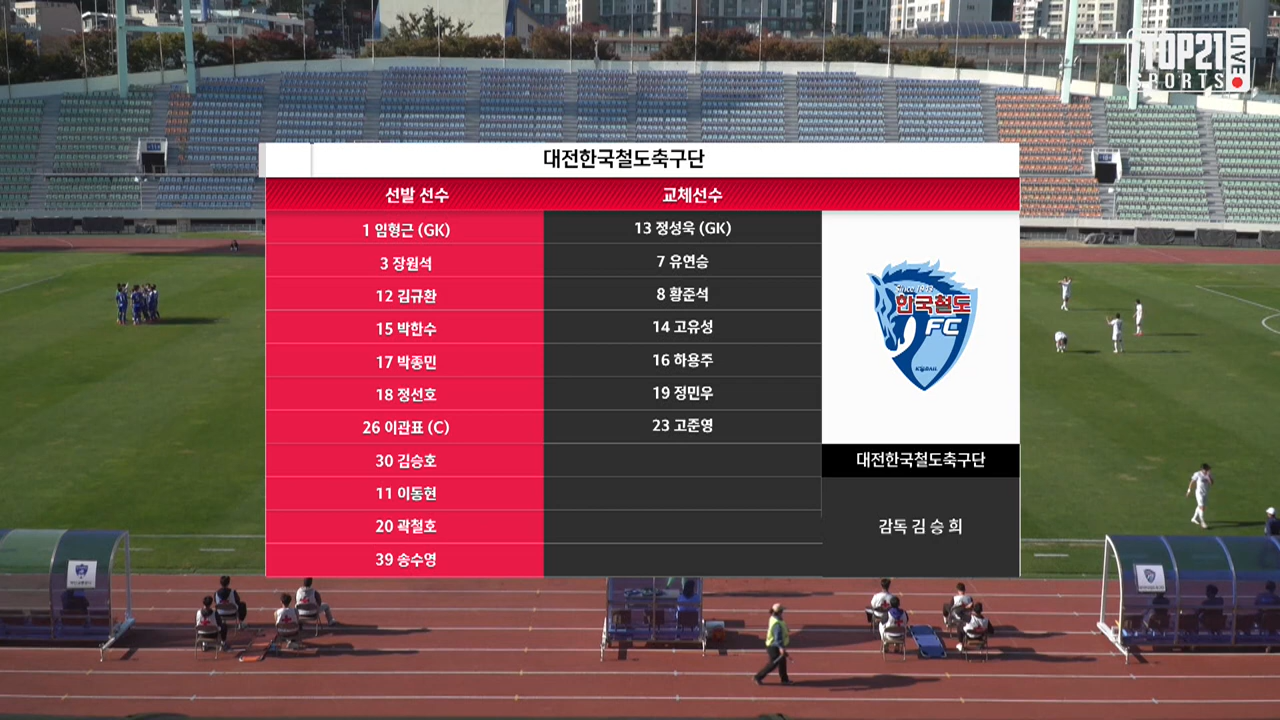 TOP21
SPORTS
LIVE
대전한국철도축구단
선발 선수
교체선수
1 임형근 (GK)
13 정성욱 (GK)
3 장원석
7 유연승
12 김규환
8 황준석
15 박한수
14 고유성
17 박종민
16 하용주
18 정선호
19 정민우
26 이관표 (C)
23 고준영
30 김승호
11 이동현
20 곽철호
39 송수영
Since 1943
한국철도
FC
KORAIL
대전한국철도축구단
감독 김 승 희